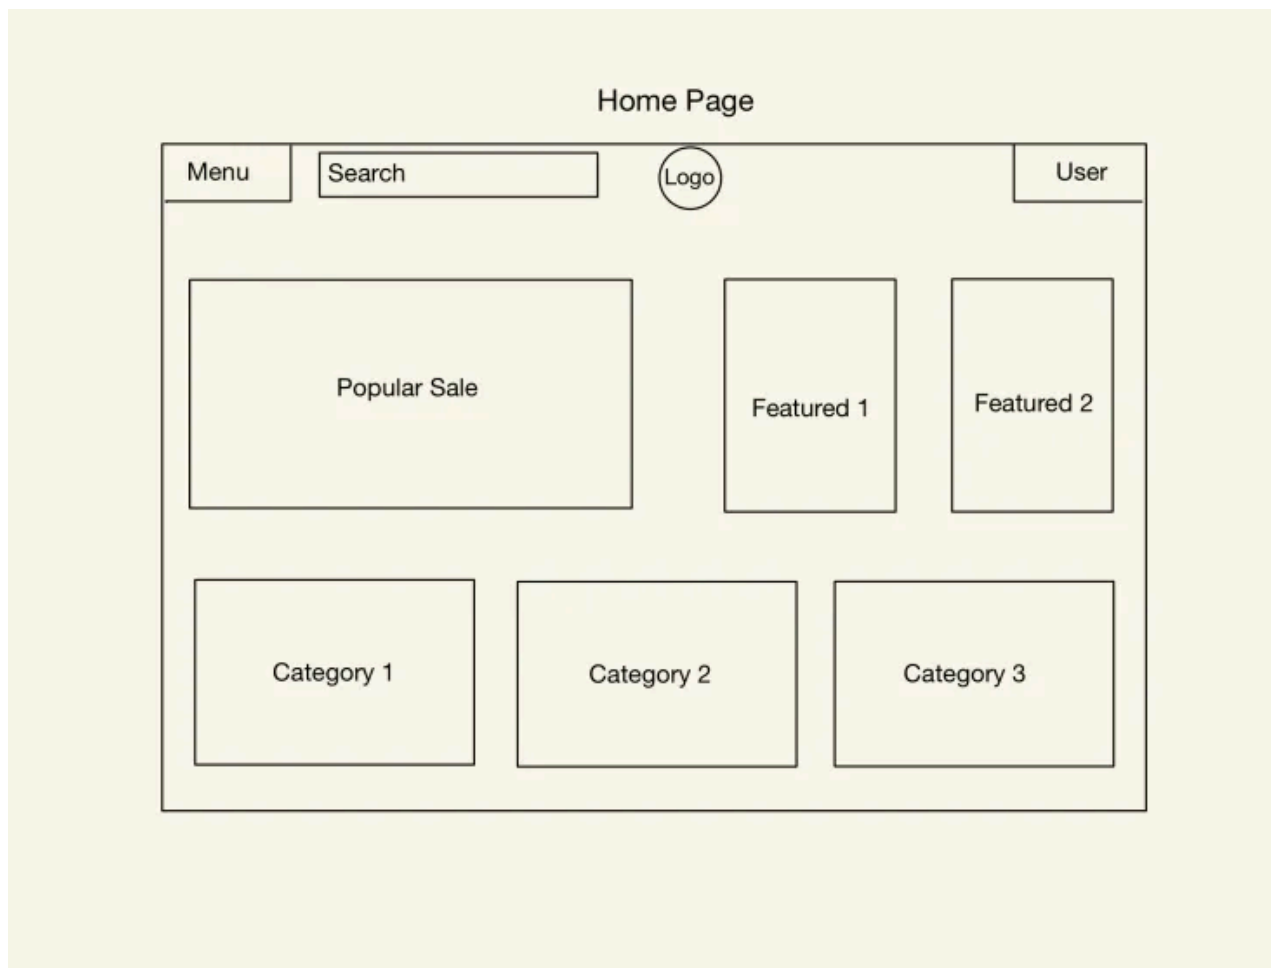 Home Page
Menu
Search
Logo
User
Popular Sale
Featured 1
Featured 2
Category 1
Category 2
Category 3